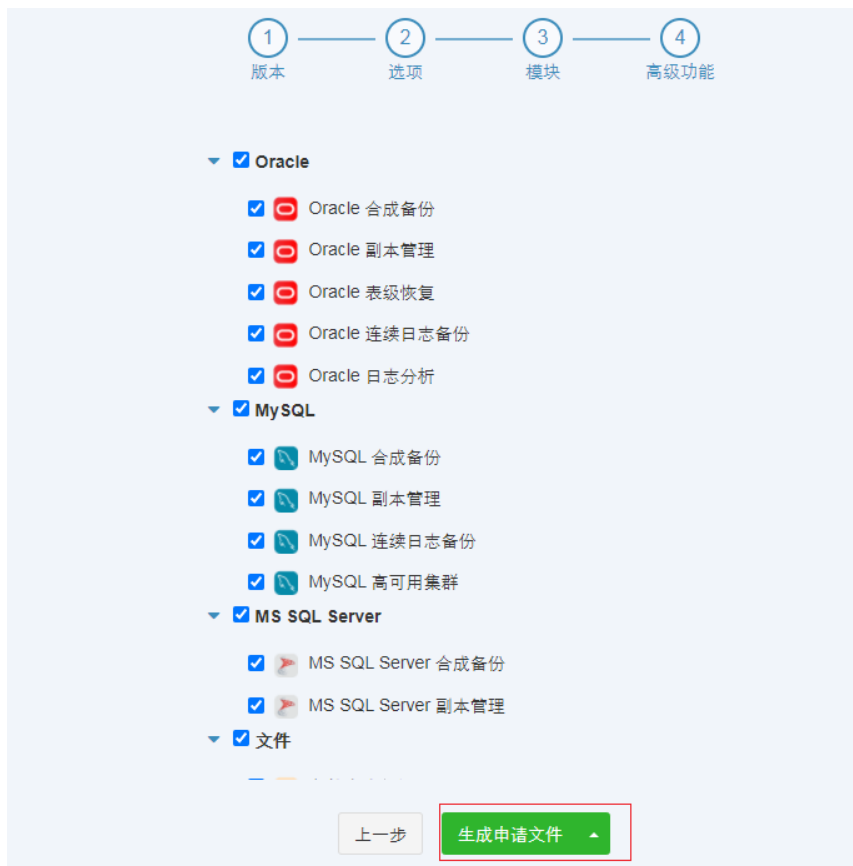 1 2 3 4
版本 选项 模块 高级功能
Oracle
Oracle 合成备份
Oracle 副本管理
Oracle 表级恢复
Oracle 连续日志备份
Oracle 日志分析
MySQL
MySQL 合成备份
MySQL 副本管理
MySQL 连续日志备份
MySQL 高可用集群
MS SQL Server
MS SQL Server 合成备份
MS SQL Server 副本管理
文件
上一步 生成申请文件